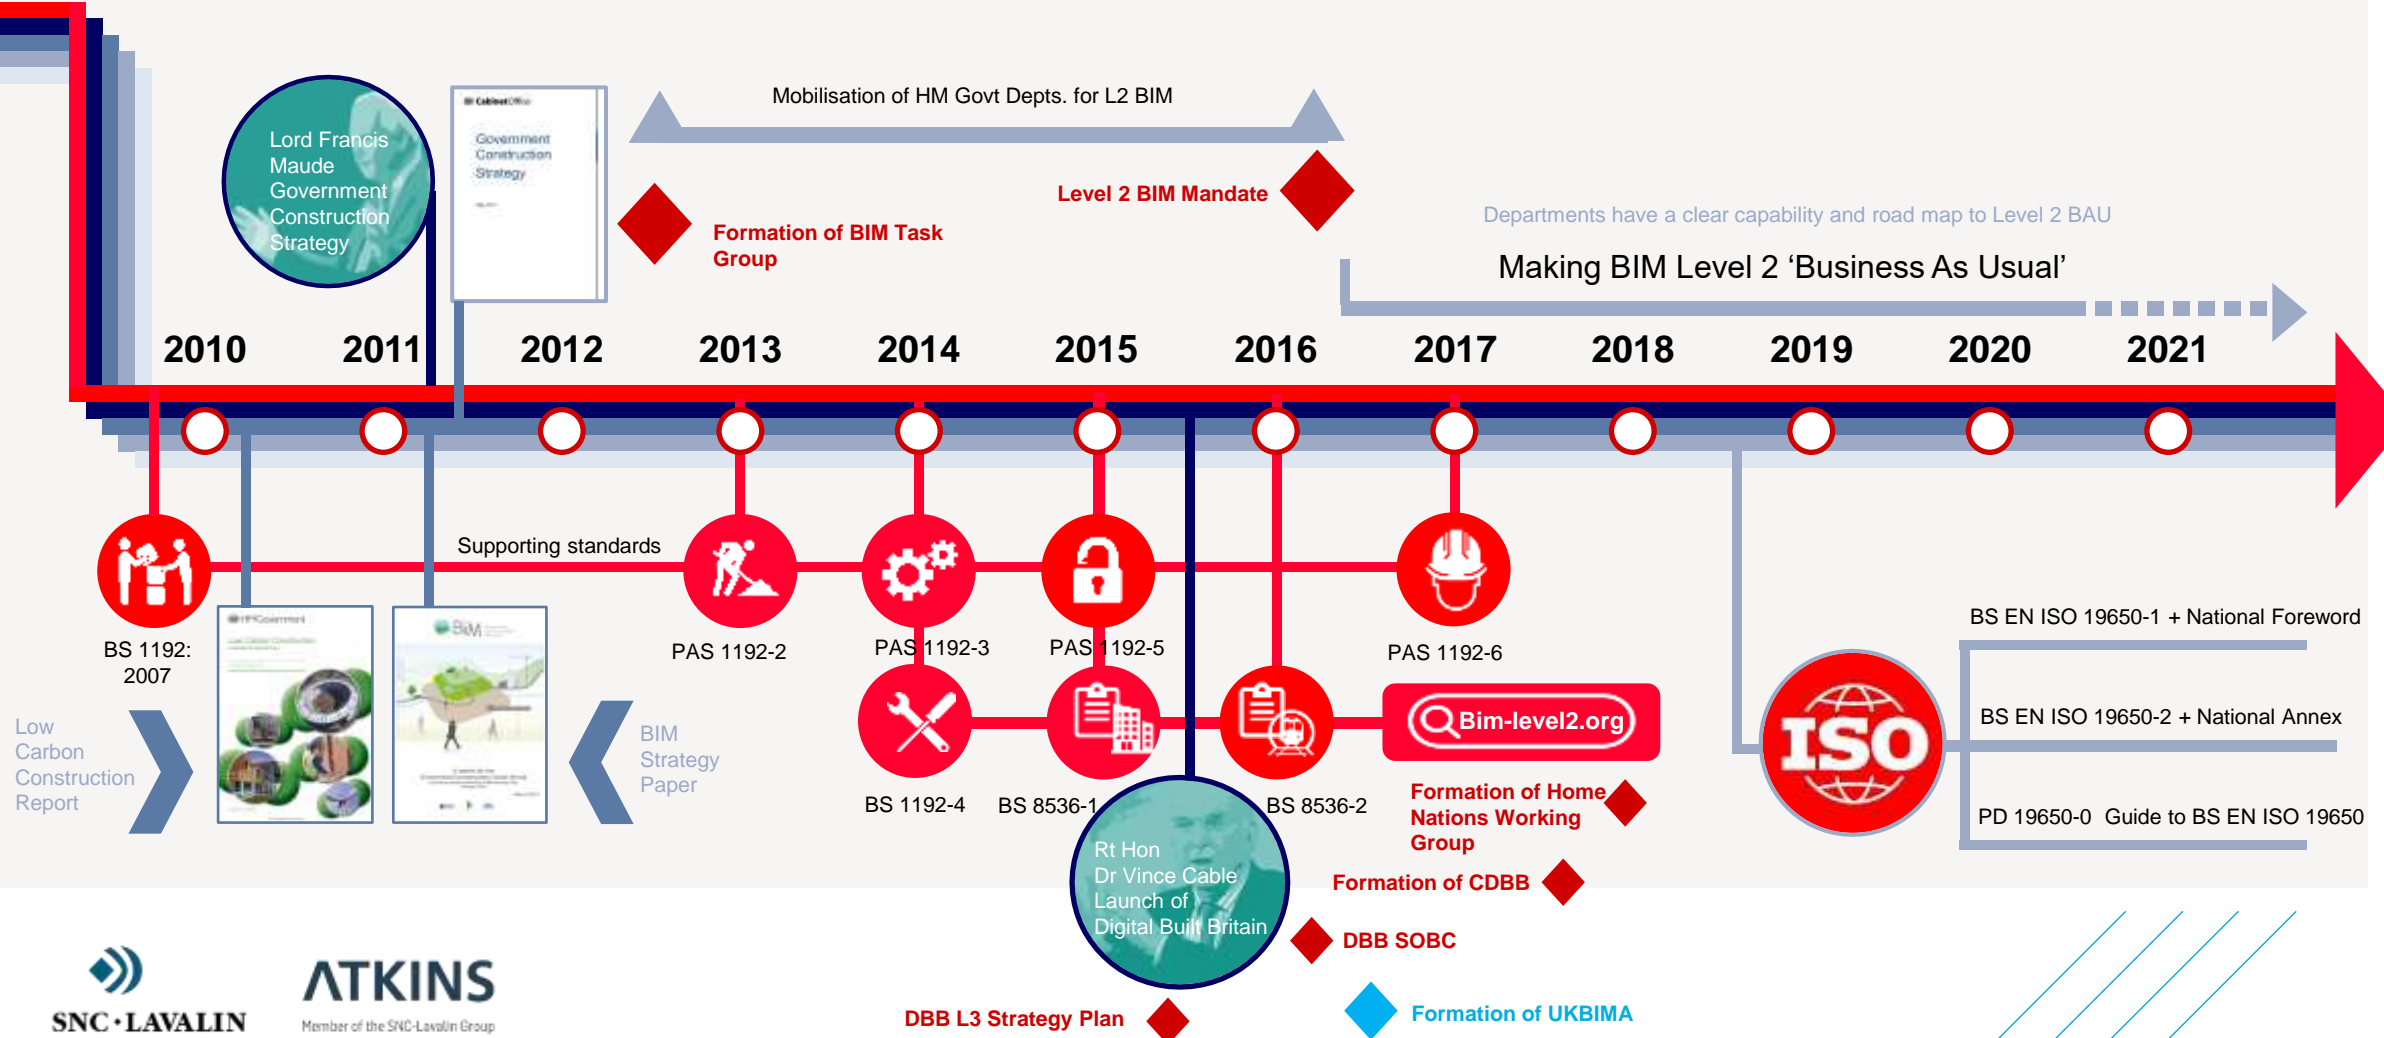 Mobilisation of HM Govt Depts. for L2 BIM
Lord Francis
Maude
Government
Construction
Strategy
CabinetOffice
Government
Construction
Strategy
Level 2 BIM Mandate
Formation of BIM Task
Group
Departments have a clear capability and road map to Level 2 BAU
Making BIM Level 2 ‘Business As Usual’
2010
2011
2012
2013
2014
2015
2016
2017
2018
2019
2020
2021
Supporting standards
BS 1192:
2007
HM Government
BIM
PAS 1192-2
PAS 1192-3
PAS 1192-5
PAS 1192-6
Low
Carbon
Construction
Report
BIM
Strategy
Paper
Bim-level2.org
BS 1192-4
BS 8536-1
BS 8536-2
ISO
BS EN ISO 19650-1 + National Foreword
BS EN ISO 19650-2 + National Annex
PD 19650-0 Guide to BS EN ISO 19650
Formation of Home
Nations Working
Group
Formation of CDBB
Rt Hon
Dr Vince Cable
Launch of
Digital Built Britain
DBB SOBC
DBB L3 Strategy Plan
Formation of UKBIMA
SNC·LAVALIN
ATKINS
Member of the SNC-Lavalin Group